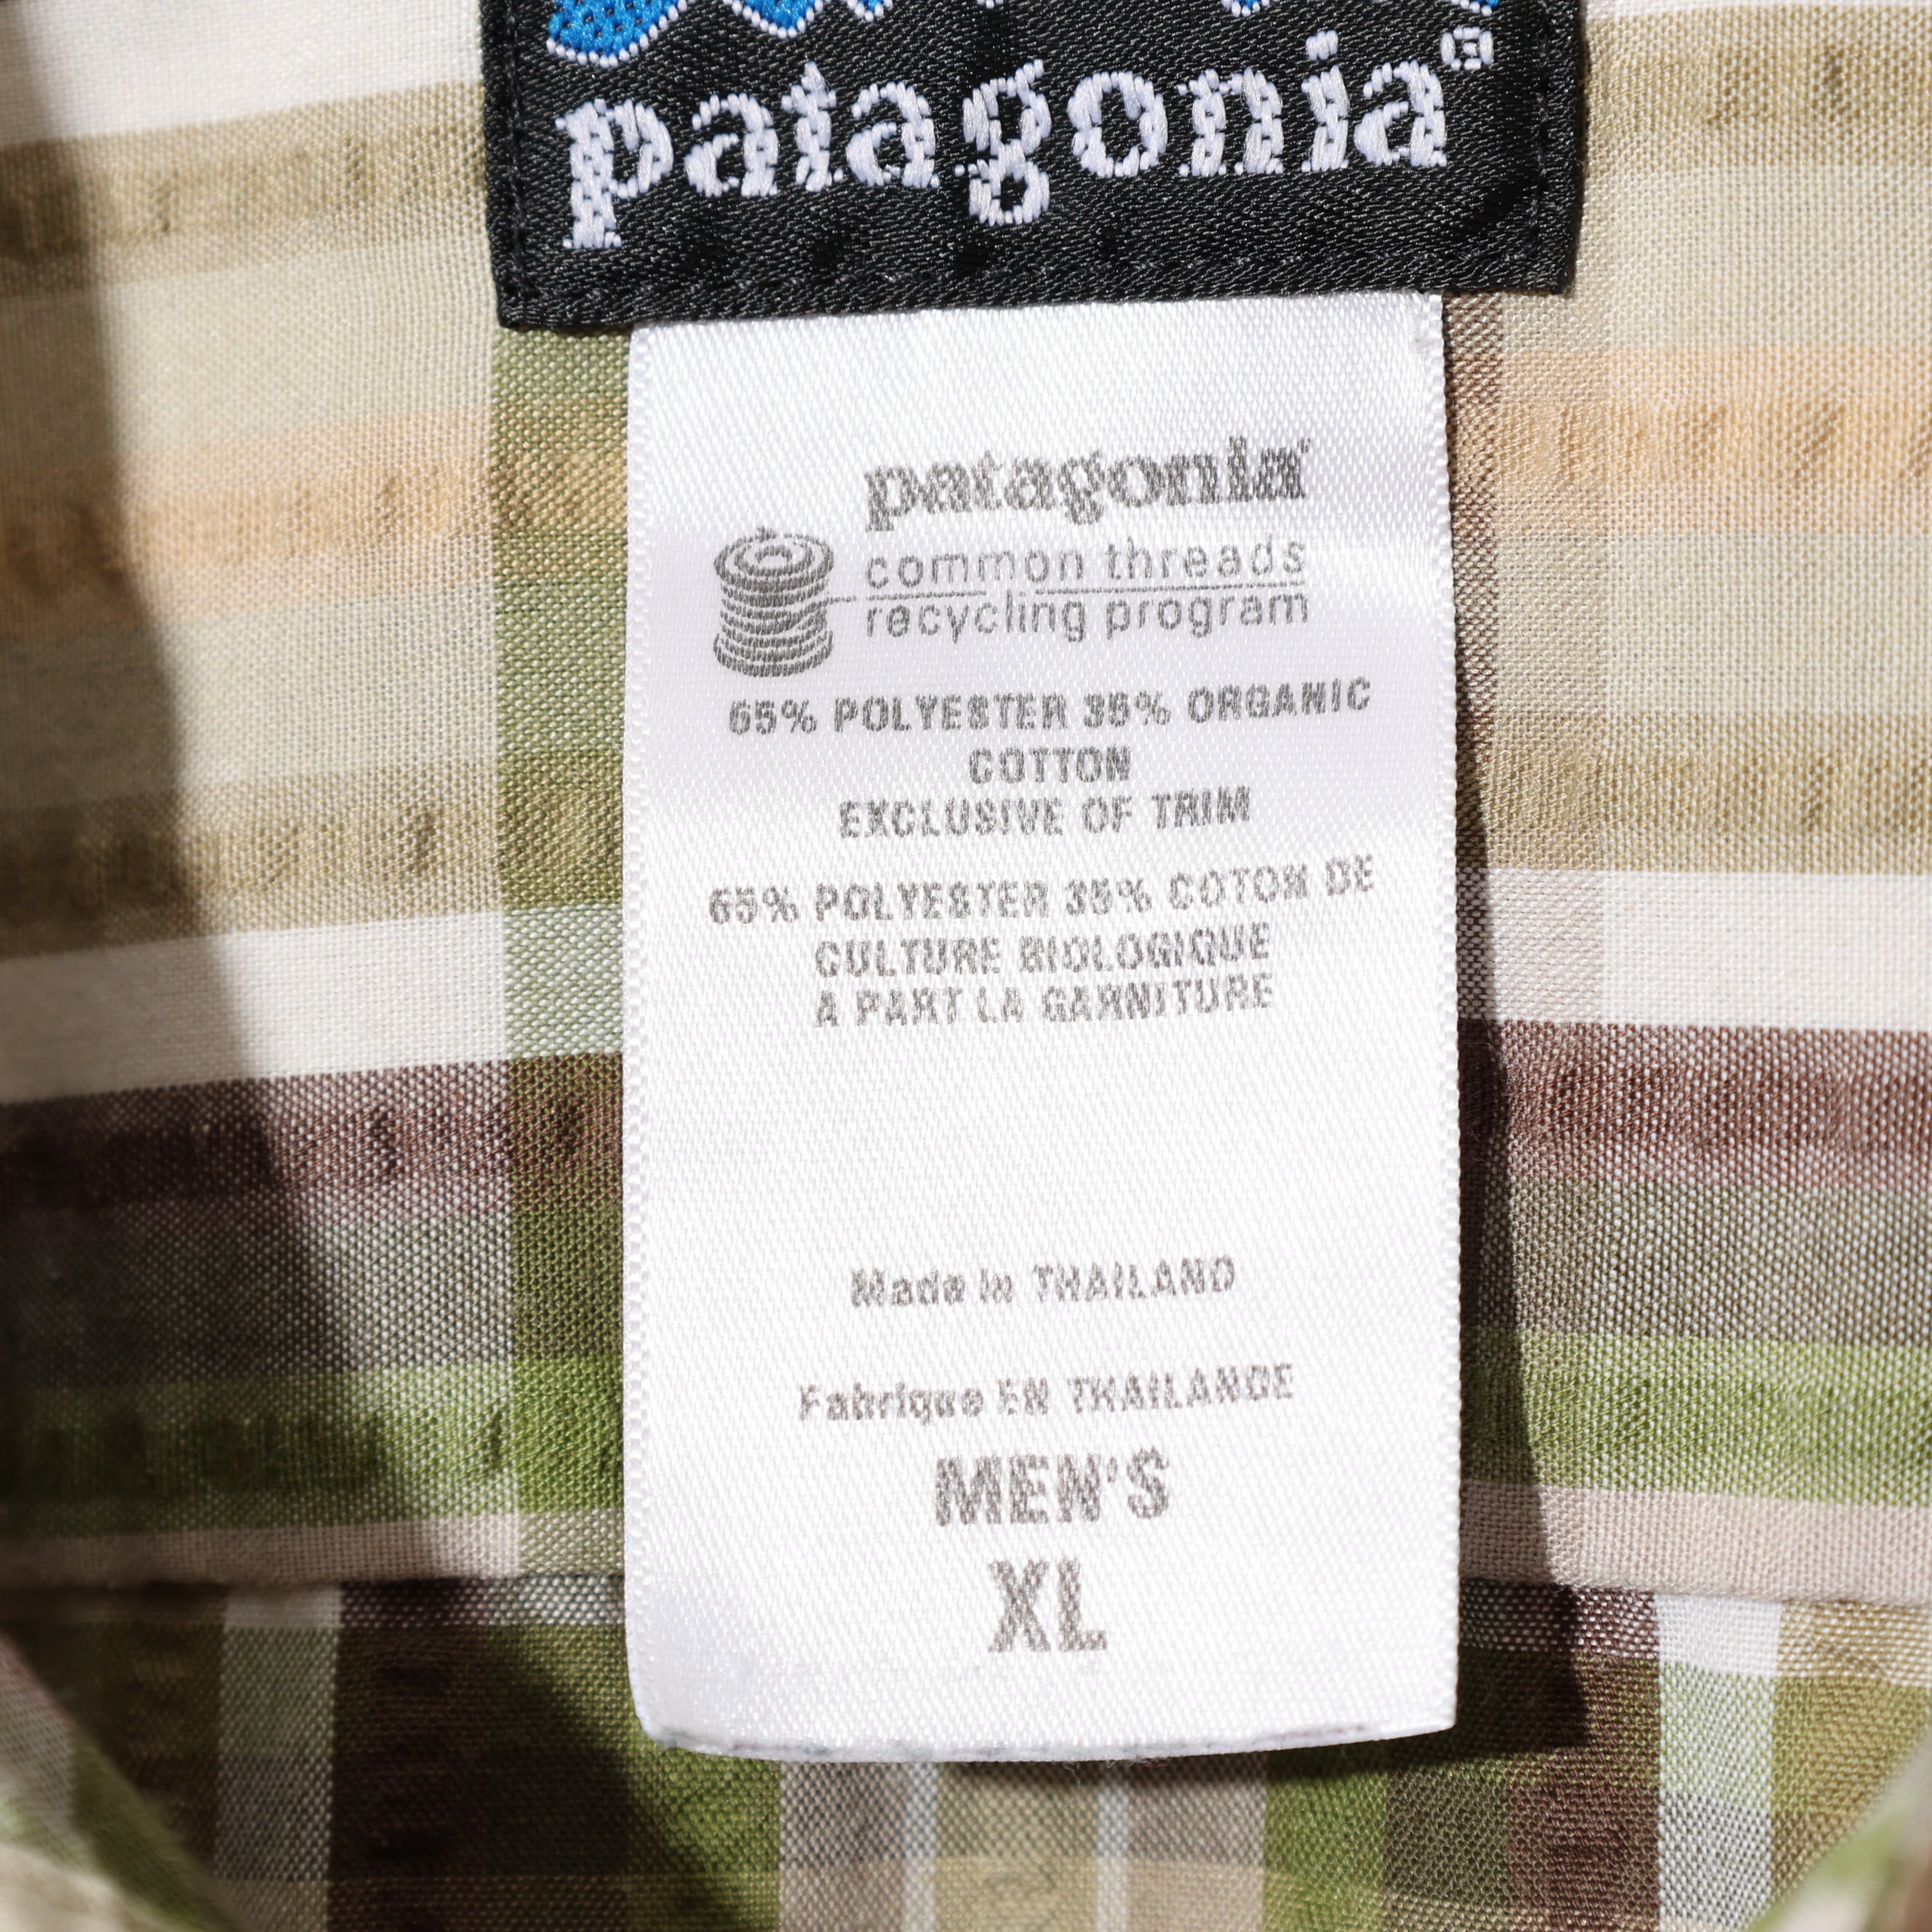 patagonia®
patagonia®
common threads
recycling program
65% POLYESTER 35% ORGANIC
COTTON
EXCLUSIVE OF TRIM
65% POLYESTER 35% COTON DE
CULTURE BIOLOGIQUE
A PART LA GARNITURE
Made in THAILAND
Fabrique EN THAILANDE
MEN'S
XL